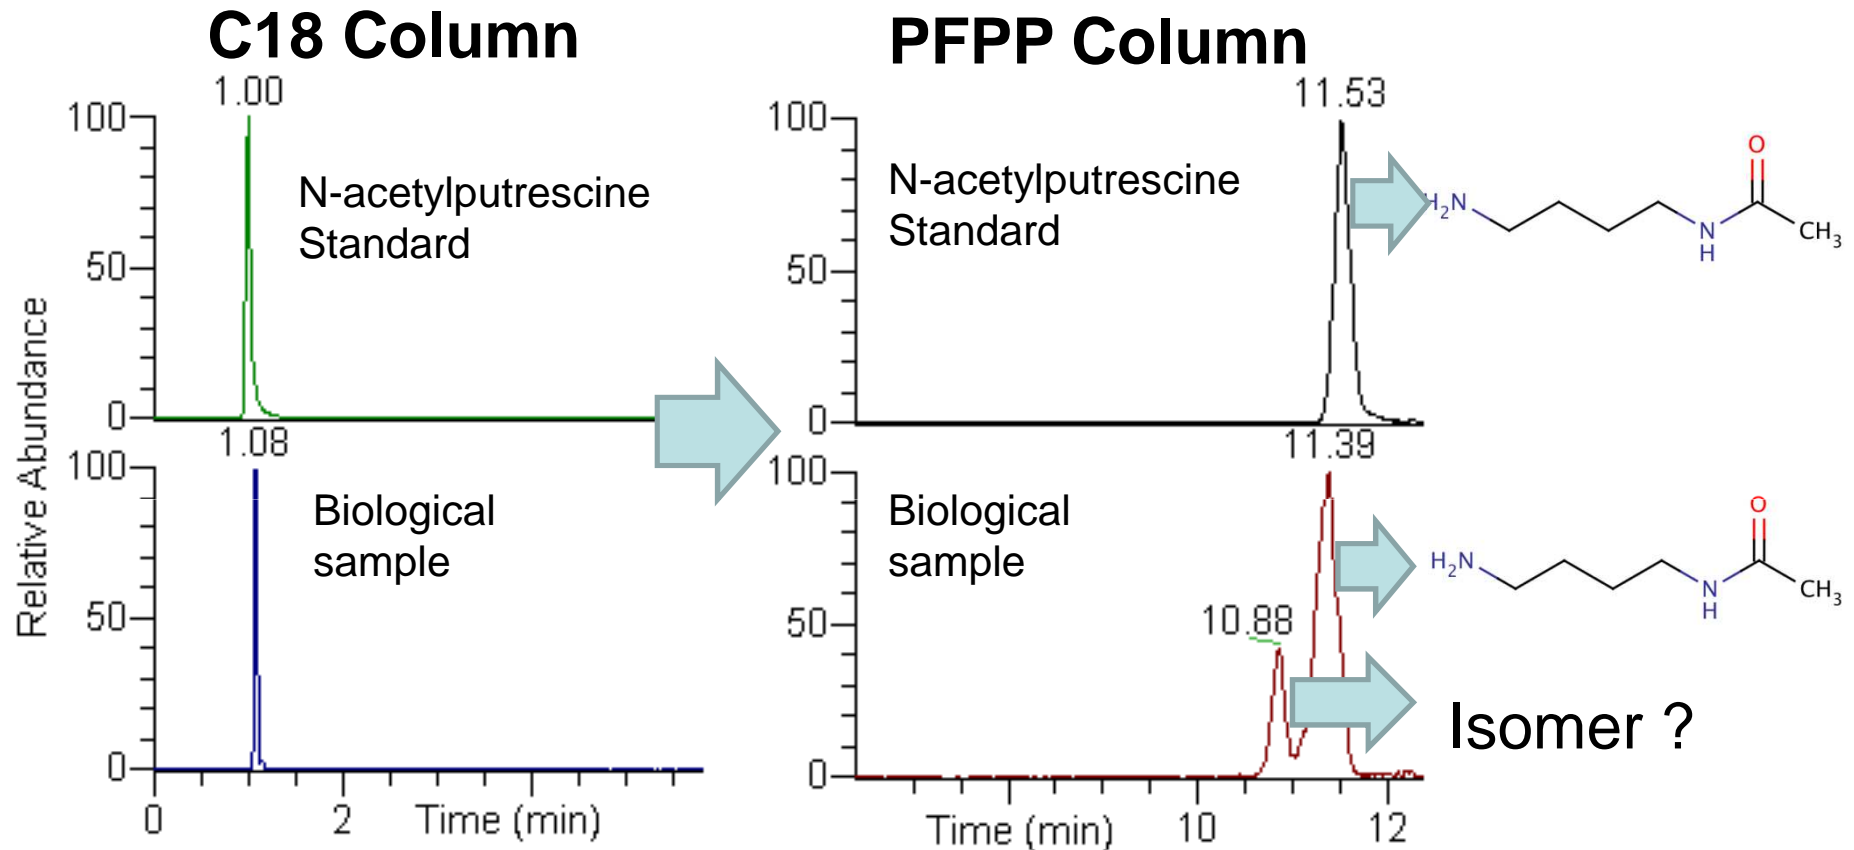 C18 Column
PFPP Column
1.00
100
50
0
N-acetylputrescine
Standard
11.53
100
50
0
N-acetylputrescine
Standard
H₂N
N
H
O
CH₃
Relative Abundance
1.08
100
50
0
Biological
sample
0
2
Time (min)
11.39
100
50
0
Biological
sample
10.88
H₂N
N
H
O
CH₃
Isomer ?
Time (min)
10
12